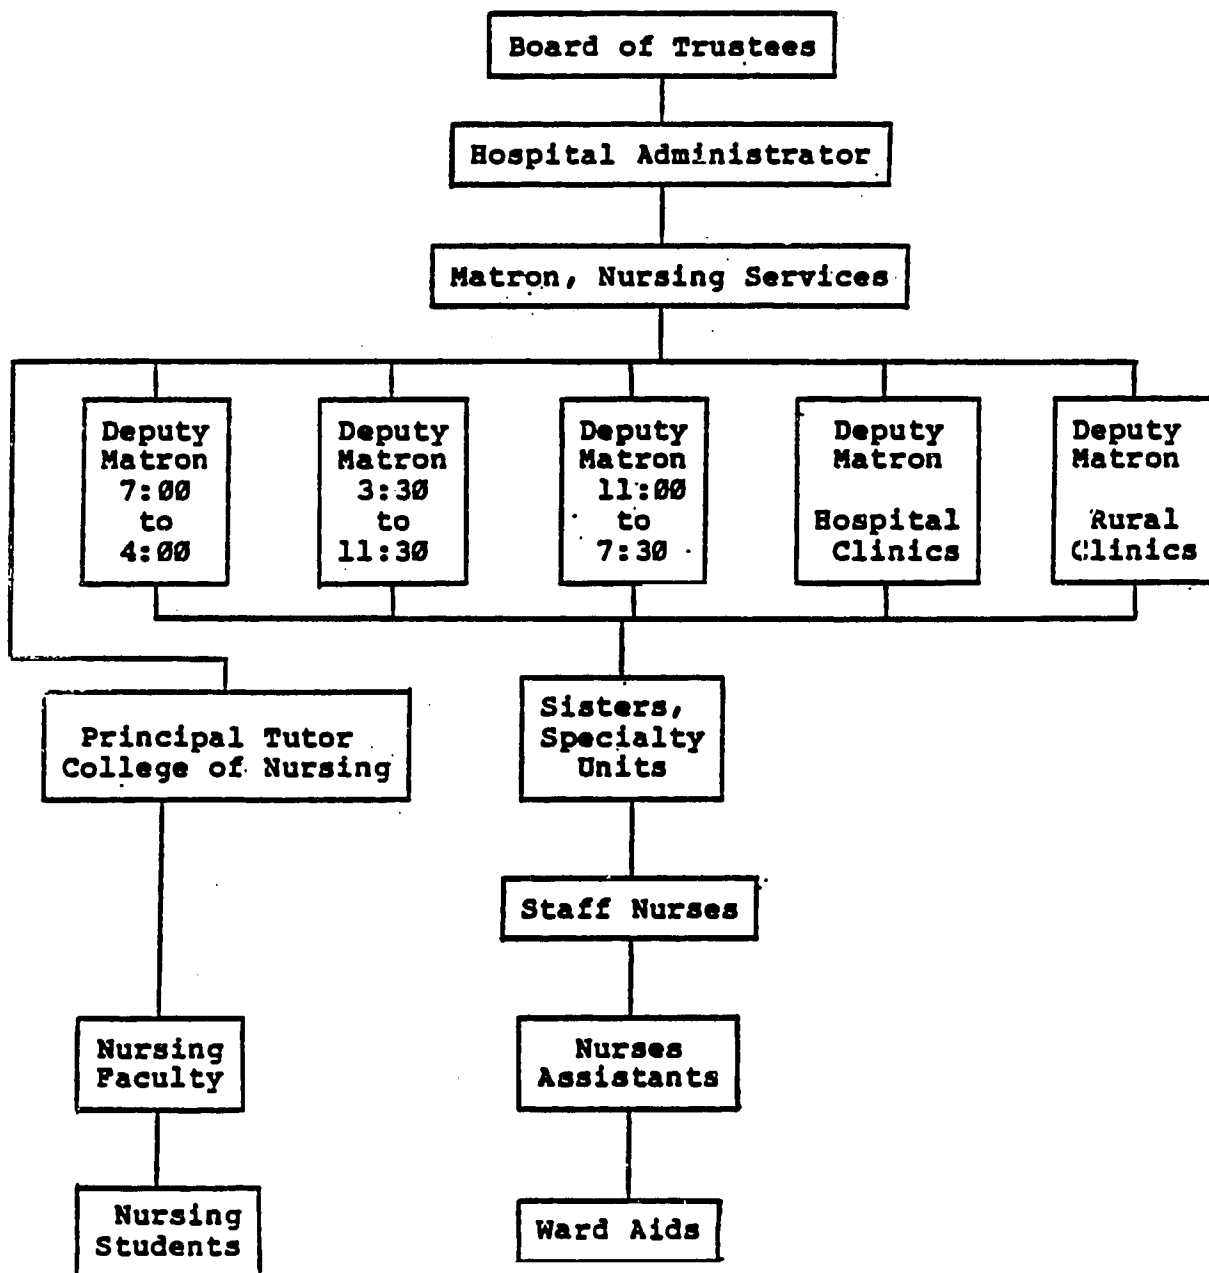 Board of Trustees
Hospital Administrator
Matron, Nursing Services
Deputy
Matron
7:00
to
4:00
Deputy
Matron
3:30
to
11:30
Deputy
Matron
11:00
to
7:30
Deputy
Matron
Hospital
Clinics
Deputy
Matron
Rural
Clinics
Principal Tutor
College of Nursing
Sisters,
Specialty
Units
Staff Nurses
Nursing
Faculty
Nurses
Assistants
Nursing
Students
Ward Aids